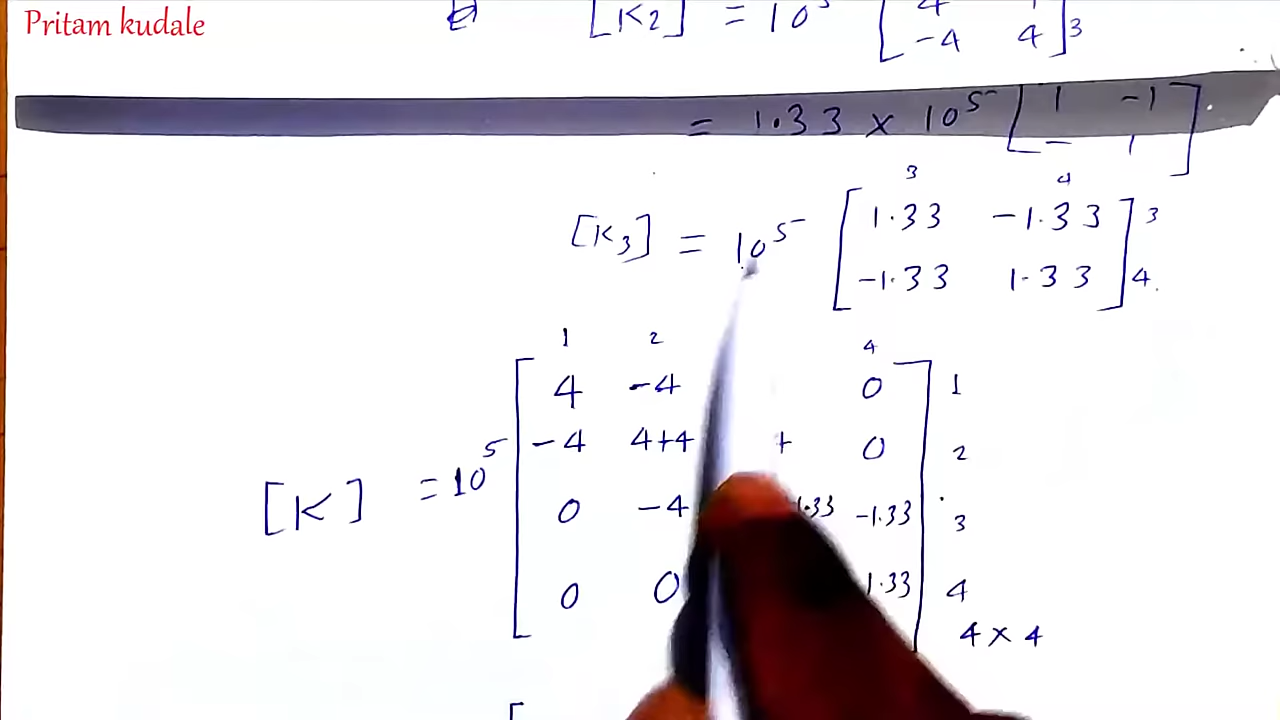 Pritam kudale
[K2] = 10
-4 4 3
= 1.33 × 10^5 [ 1 -1
1 ]
3 4
[K3] = 10^5 [ 1.33 -1.33 ] 3
-1.33 1.33 4
1 2 4
4 -4 0 1
-4 4+4 + 0 2
[K] = 10^5
0 -4 1.33 -1.33 3
0 0 1.33 4
4×4